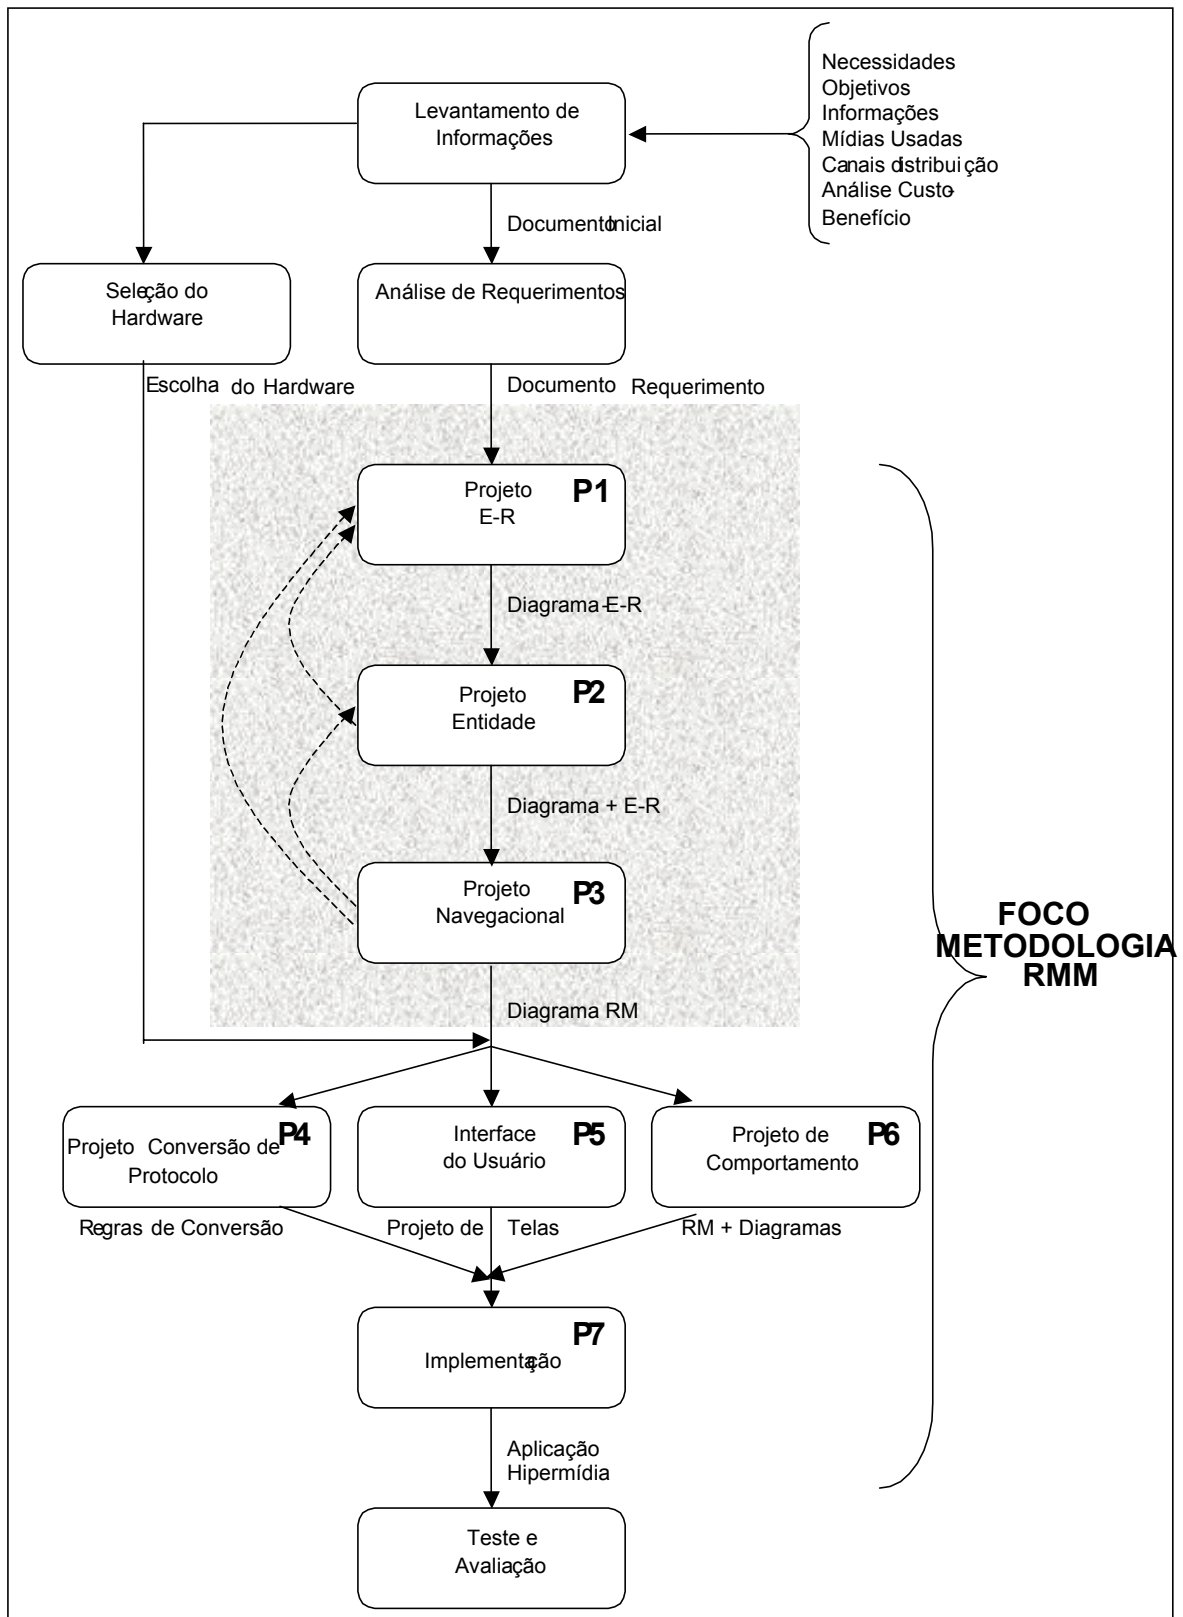 Necessidades
Objetivos
Informações
Mídias Usadas
Canais distribuição
Análise Custo-
Benefício
Levantamento de
Informações
Documento Inicial
Seleção do
Hardware
Análise de Requerimentos
Escolha do Hardware
Documento Requerimento
Projeto P1
E-R
Diagrama-E-R
Projeto P2
Entidade
Diagrama + E-R
Projeto P3
Navegacional
FOCO
METODOLOGIA
RMM
Diagrama RM
Projeto Conversão de P4
Protocolo
Interface P5
do Usuário
Projeto de P6
Comportamento
Regras de Conversão
Projeto de Telas
RM + Diagramas
P7
Implementação
Aplicação
Hipermídia
Teste e
Avaliação